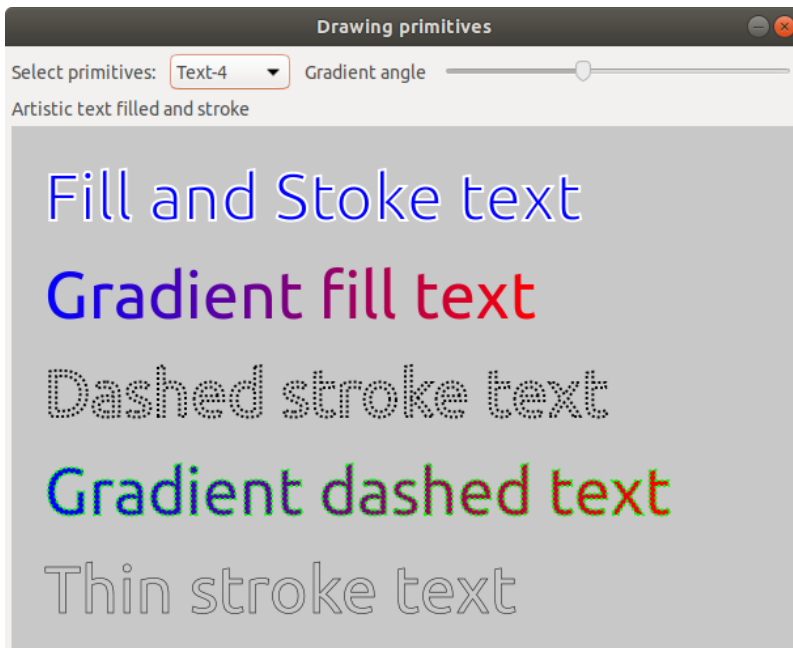 Drawing primitives
Select primitives: Text-4 Gradient angle
Artistic text filled and stroke
Fill and Stoke text
Gradient fill text
Dashed stroke text
Gradient dashed text
Thin stroke text